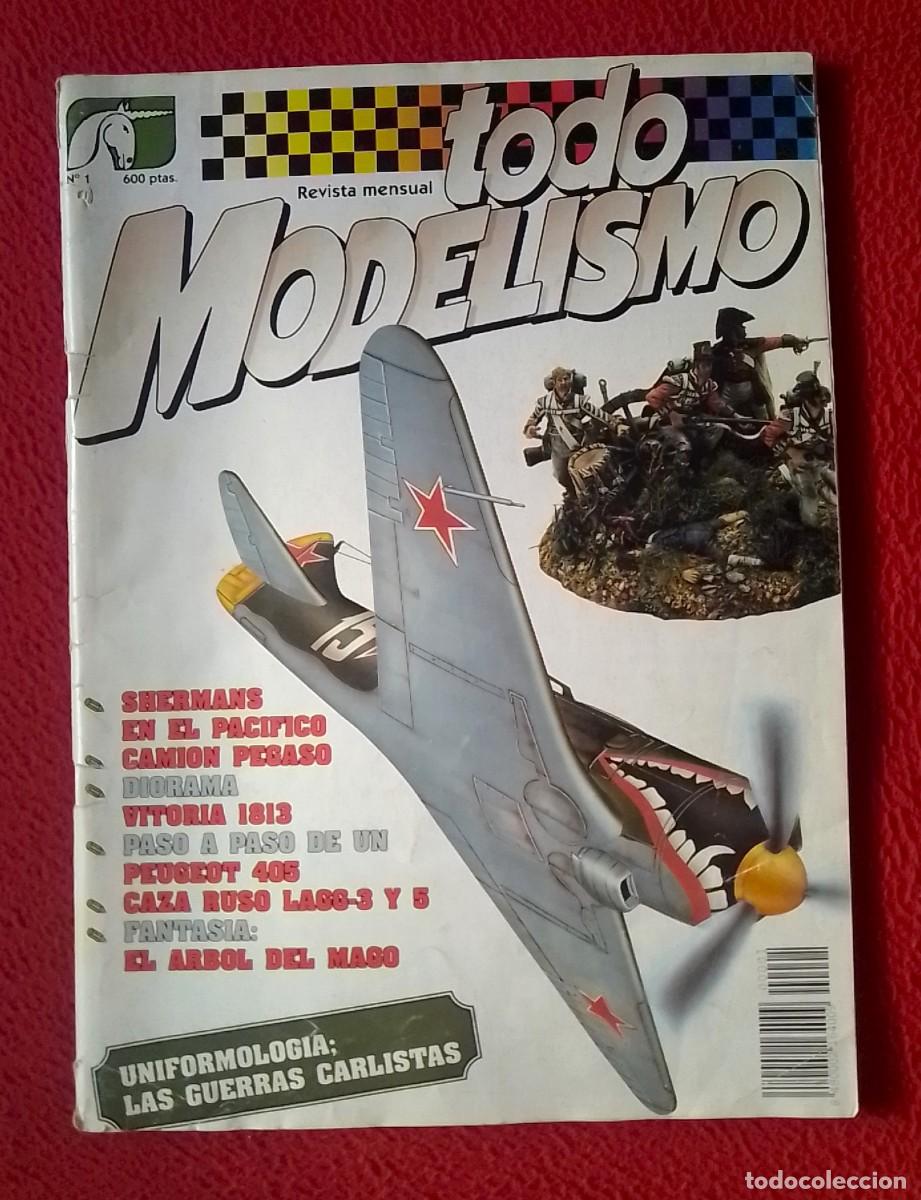 Nº 1
600 ptas.
Revista mensual
todo
MODELISMO
SHERMANS
EN EL PACIFICO
CAMION PEGASO
DIORAMA
VITORIA 1813
PASO A PASO DE UN
PEUGEOT 405
CAZA RUSO LAGG-3 Y 5
FANTASIA:
EL ARBOL DEL MAGO
UNIFORMOLOGIA;
LAS GUERRAS CARLISTAS
15
todocoleccion